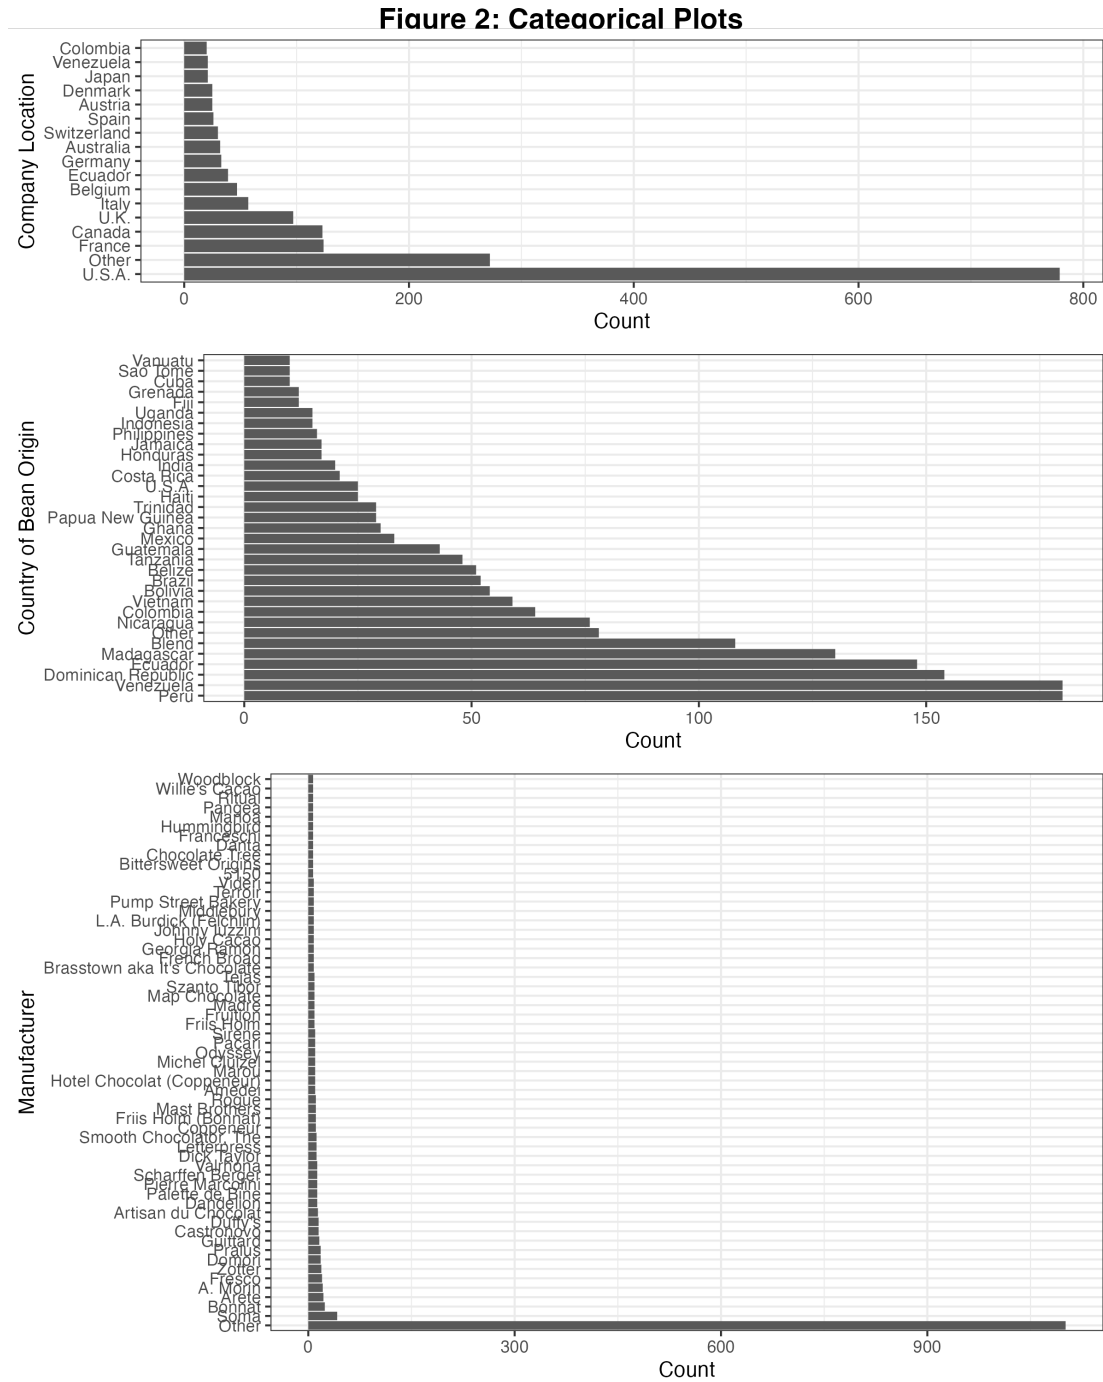 Figure 2: Categorical Plots
Company Location
Colombia
Venezuela
Japan
Denmark
Austria
Spain
Switzerland
Australia
Germany
Ecuador
Belgium
Italy
U.K.
Canada
France
Other
U.S.A.
0 200 400 600 800
Count
Country of Bean Origin
Vanuatu
Sao Tome
Cuba
Grenada
Fiji
Uganda
Indonesia
Philippines
Jamaica
Honduras
India
Costa Rica
U.S.A.
Haiti
Trinidad
Papua New Guinea
Ghana
Mexico
Guatemala
Tanzania
Belize
Brazil
Bolivia
Vietnam
Colombia
Nicaragua
Other
Blend
Madagascar
Ecuador
Dominican Republic
Venezuela
Peru
0 50 100 150
Count
Manufacturer
Woodblock
Willie's Cacao
Ritual
Pangea
Manoa
Hummingbird
Franceschi
Danta
Chocolate Tree
Bittersweet Origins
5150
Videri
Terroir
Pump Street Bakery
Middlebury
L.A. Burdick (Felchlin)
Johnny Iuzzini
Holy Cacao
Georgia Ramon
French Broad
Brasstown aka It's Chocolate
Tejas
Szanto Tibor
Map Chocolate
Madre
Fruition
Friis Holm
Sirene
Pacari
Odyssey
Michel Cluizel
Marou
Hotel Chocolat (Coppeneur)
Amedei
Rogue
Mast Brothers
Friis Holm (Bonnat)
Coppeneur
Smooth Chocolator, The
Letterpress
Dick Taylor
Valrhona
Scharffen Berger
Pierre Marcolini
Palette de Bine
Dandelion
Artisan du Chocolat
Duffy's
Castronovo
Guittard
Pralus
Domori
Zotter
Fresco
A. Morin
Arete
Bonnat
Soma
Other
0 300 600 900
Count